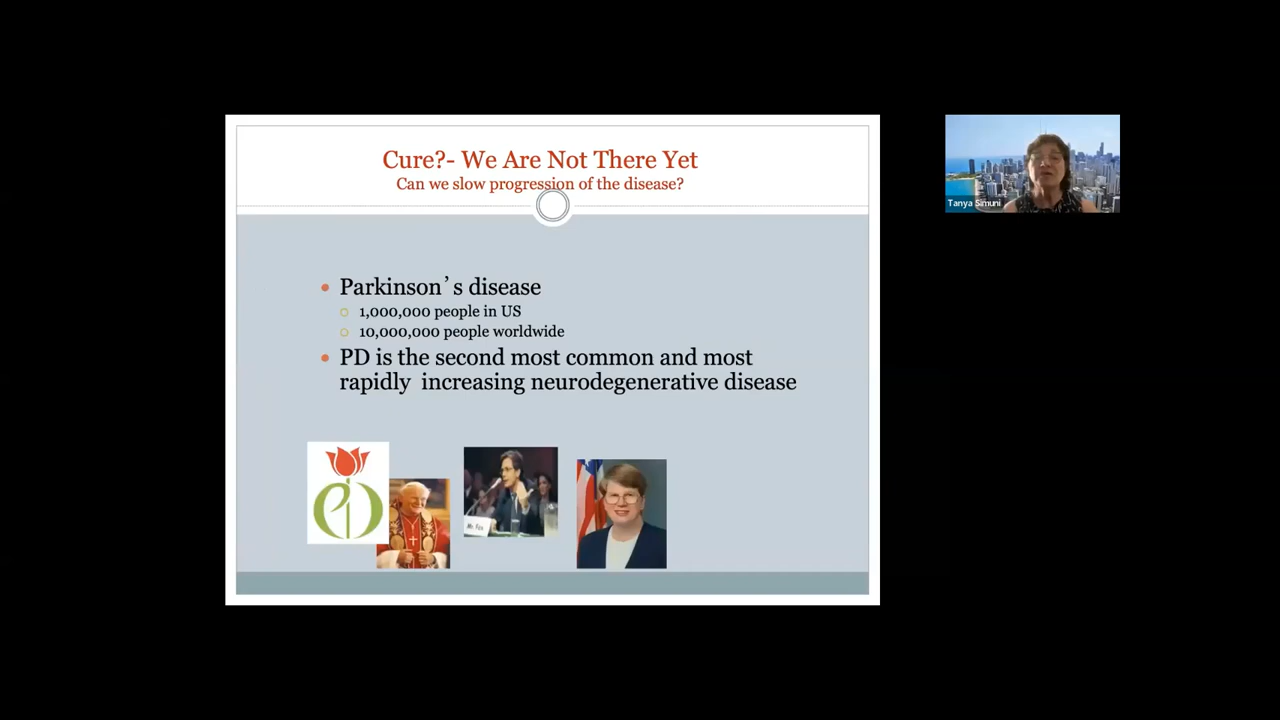 Cure?- We Are Not There Yet
Can we slow progression of the disease?
Parkinson's disease
1,000,000 people in US
10,000,000 people worldwide
PD is the second most common and most
rapidly increasing neurodegenerative disease
Mr. Fox
Tanya Simuni